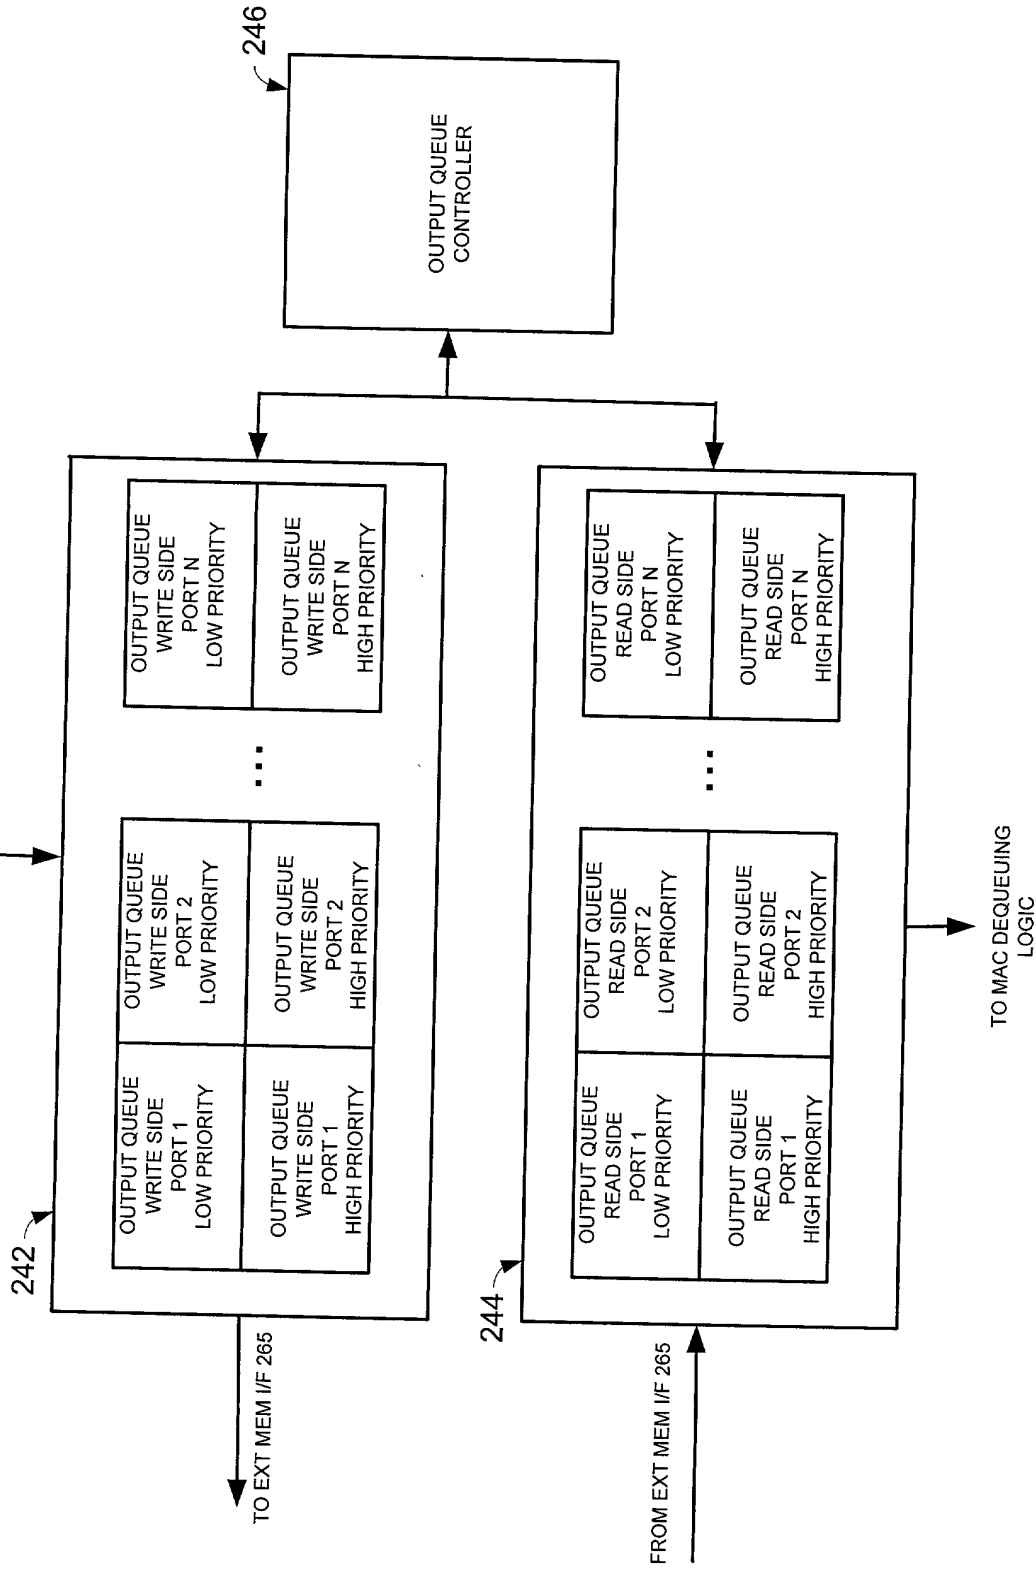 242
OUTPUT QUEUE
WRITE SIDE
PORT 1
LOW PRIORITY
OUTPUT QUEUE
WRITE SIDE
PORT 2
LOW PRIORITY
OUTPUT QUEUE
WRITE SIDE
PORT N
LOW PRIORITY
OUTPUT QUEUE
WRITE SIDE
PORT 1
HIGH PRIORITY
OUTPUT QUEUE
WRITE SIDE
PORT 2
HIGH PRIORITY
...
OUTPUT QUEUE
WRITE SIDE
PORT N
HIGH PRIORITY
TO EXT MEM I/F 265
246
OUTPUT QUEUE
CONTROLLER
244
OUTPUT QUEUE
READ SIDE
PORT 1
LOW PRIORITY
OUTPUT QUEUE
READ SIDE
PORT 2
LOW PRIORITY
OUTPUT QUEUE
READ SIDE
PORT N
LOW PRIORITY
OUTPUT QUEUE
READ SIDE
PORT 1
HIGH PRIORITY
OUTPUT QUEUE
READ SIDE
PORT 2
HIGH PRIORITY
...
OUTPUT QUEUE
READ SIDE
PORT N
HIGH PRIORITY
FROM EXT MEM I/F 265
TO MAC DEQUEUING
LOGIC